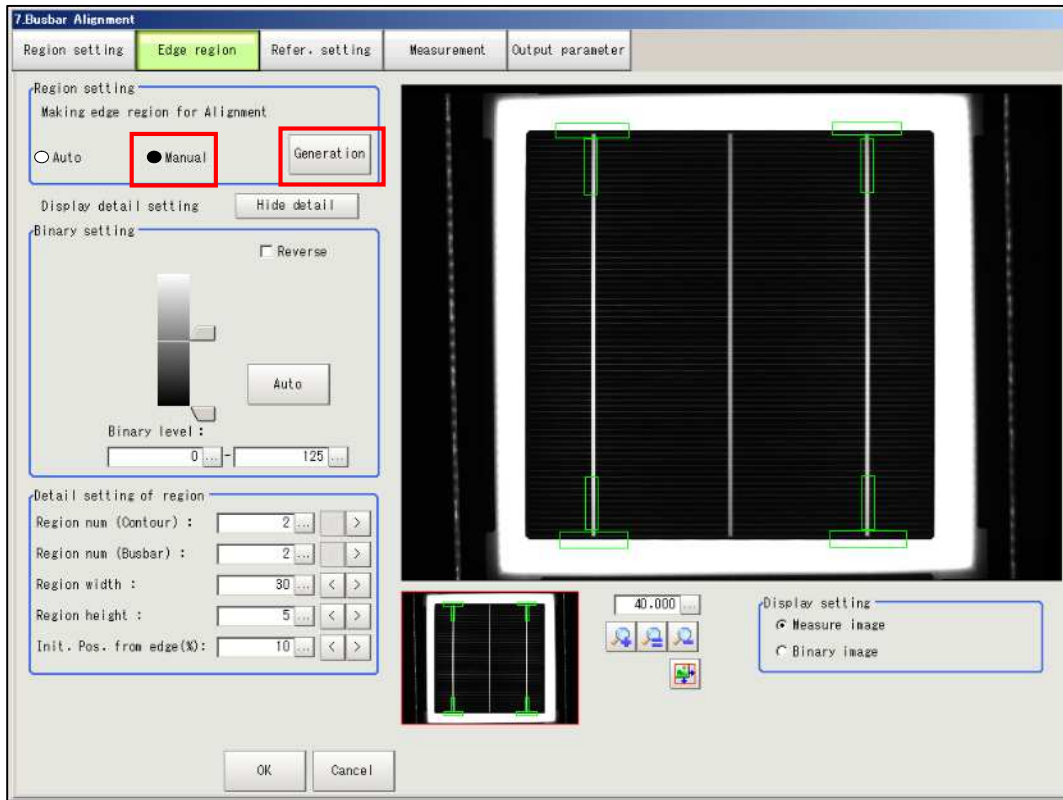 7.Busbar Alignment
Region setting Edge region Refer. setting Measurement Output parameter
Region setting
Making edge region for Alignment
Auto Manual Generation
Display detail setting Hide detail
Binary setting
Reverse
Auto
Binary level :
0 ... - 125 ...
Detail setting of region
Region num (Contour) : 2 ... >
Region num (Busbar) : 2 ... >
Region width : 30 ... < >
Region height : 5 ... < >
Init. Pos. from edge(%): 10 ... < >
40.000 ...
Display setting
Measure image
Binary image
OK Cancel